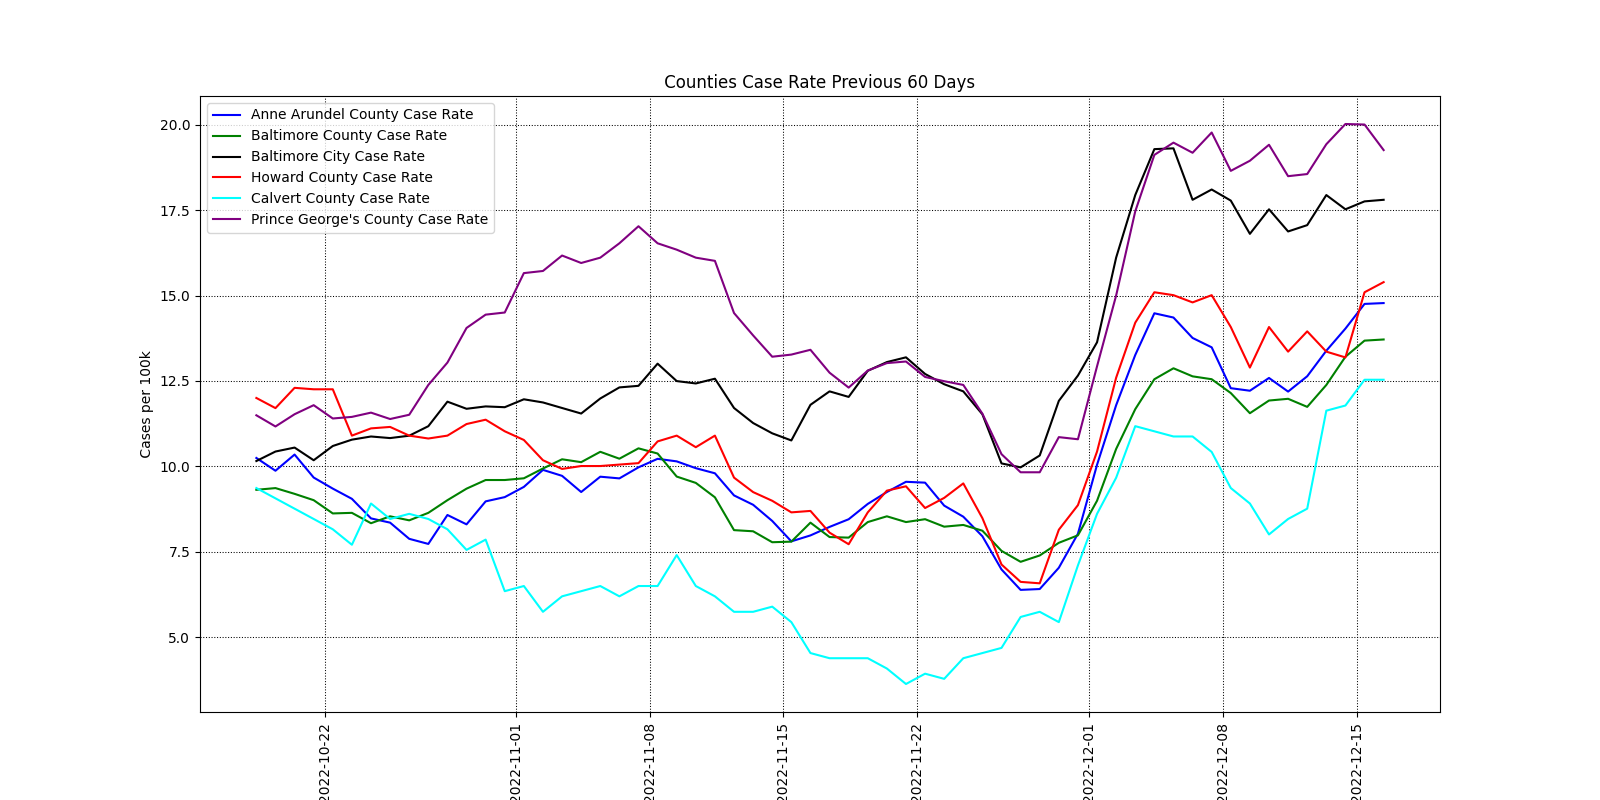 Counties Case Rate Previous 60 Days
Anne Arundel County Case Rate
Baltimore County Case Rate
Baltimore City Case Rate
Howard County Case Rate
Calvert County Case Rate
Prince George's County Case Rate
Cases per 100k
20.0
17.5
15.0
12.5
10.0
7.5
5.0
2022-10-22
2022-11-01
2022-11-08
2022-11-15
2022-11-22
2022-12-01
2022-12-08
2022-12-15